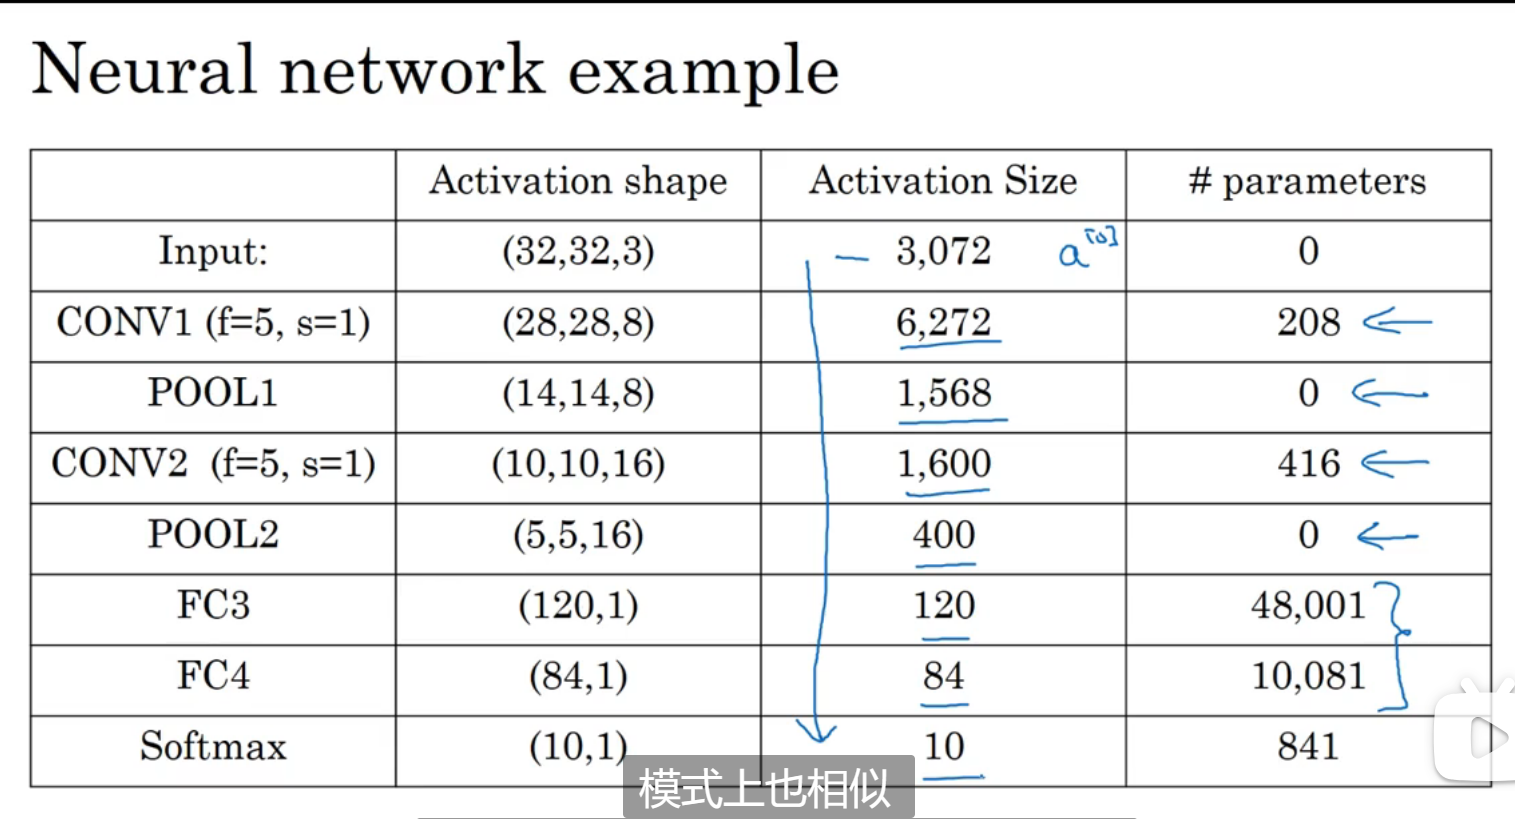 Neural network example
Activation shape Activation Size # parameters
Input: (32,32,3) 3,072 a[0] 0
CONV1 (f=5, s=1) (28,28,8) 6,272 208
POOL1 (14,14,8) 1,568 0
CONV2 (f=5, s=1) (10,10,16) 1,600 416
POOL2 (5,5,16) 400 0
FC3 (120,1) 120 48,001
FC4 (84,1) 84 10,081
Softmax (10,1) 10 841
模式上也相似